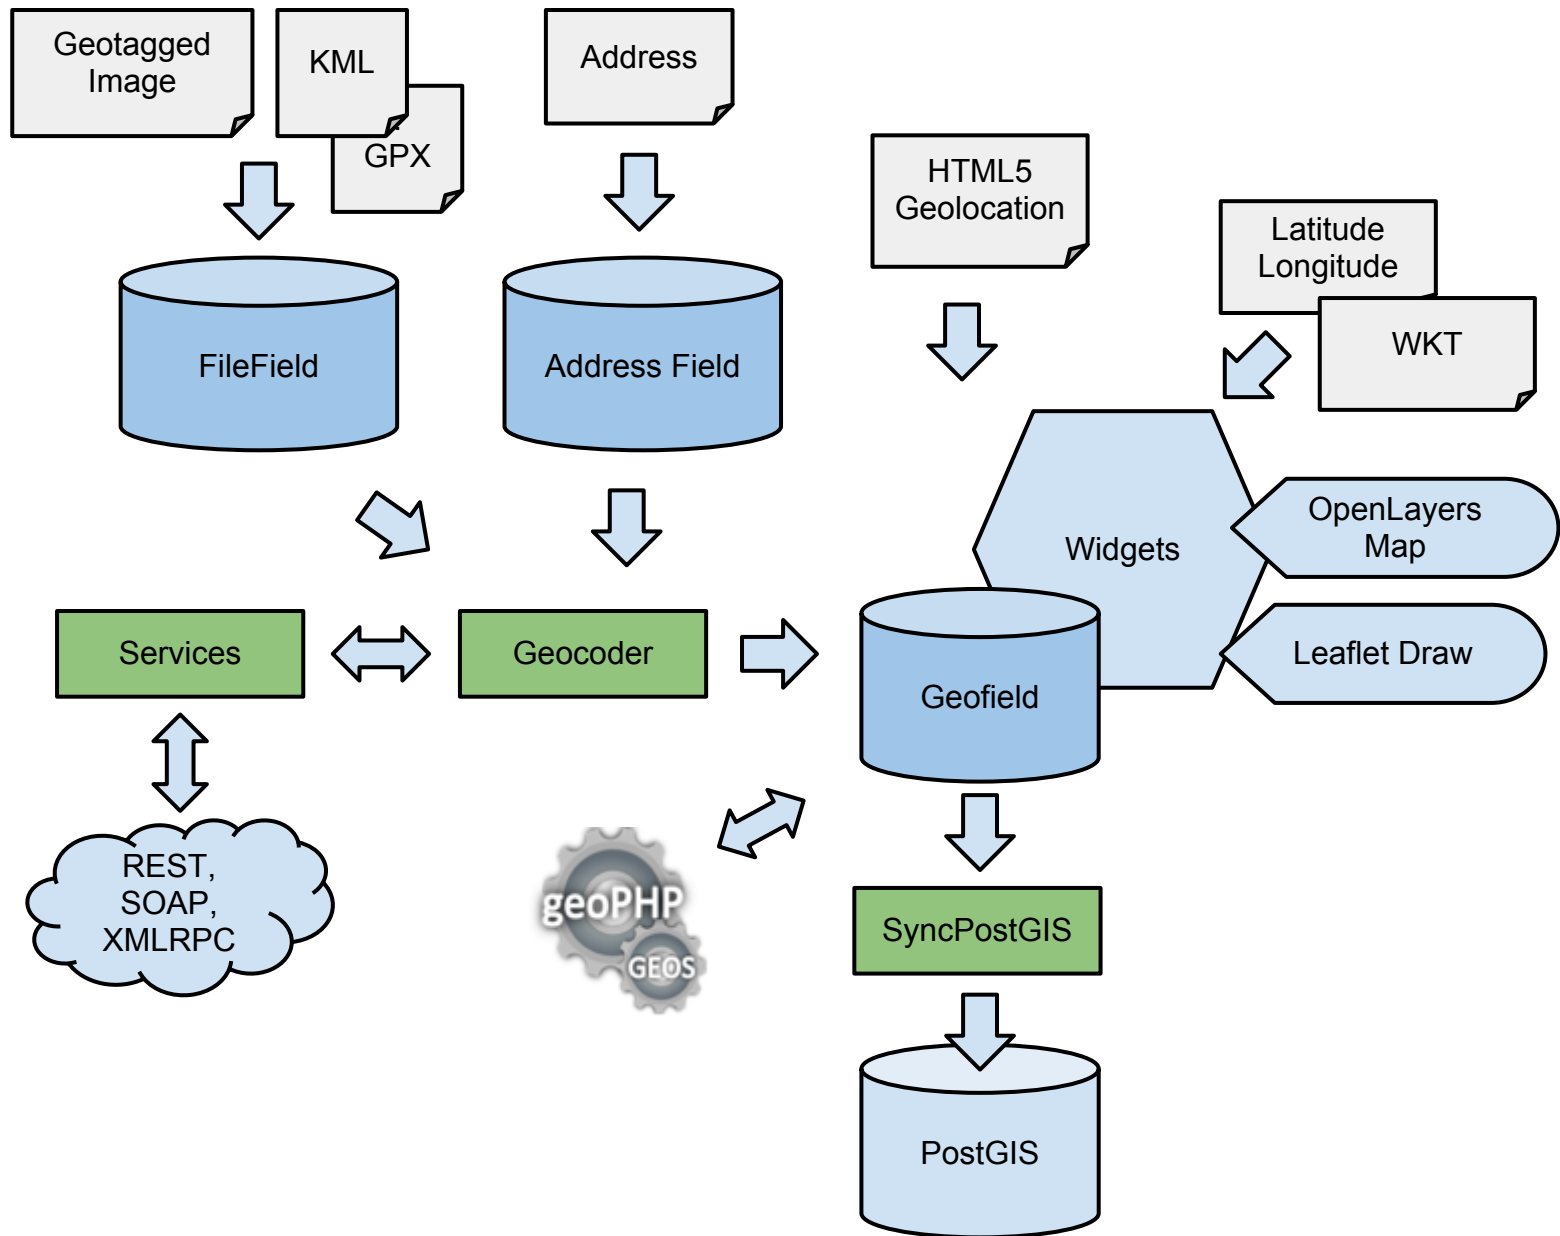 Geotagged
Image
KML
GPX
Address
HTML5
Geolocation
Latitude
Longitude
WKT
FileField
Address Field
Widgets
OpenLayers
Map
Leaflet Draw
Services
Geocoder
Geofield
REST,
SOAP,
XMLRPC
geoPHP
GEOS
SyncPostGIS
PostGIS